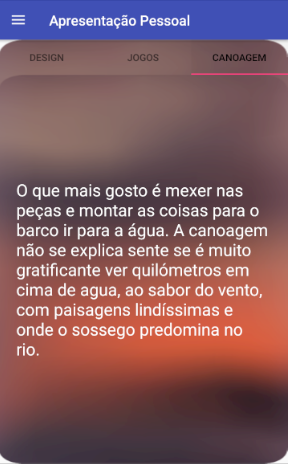 Apresentação Pessoal
DESIGN JOGOS CANOAGEM
O que mais gosto é mexer nas
peças e montar as coisas para o
barco ir para a água. A canoagem
não se explica sente se é muito
gratificante ver quilómetros em
cima de agua, ao sabor do vento,
com paisagens lindíssimas e
onde o sossego predomina no
rio.